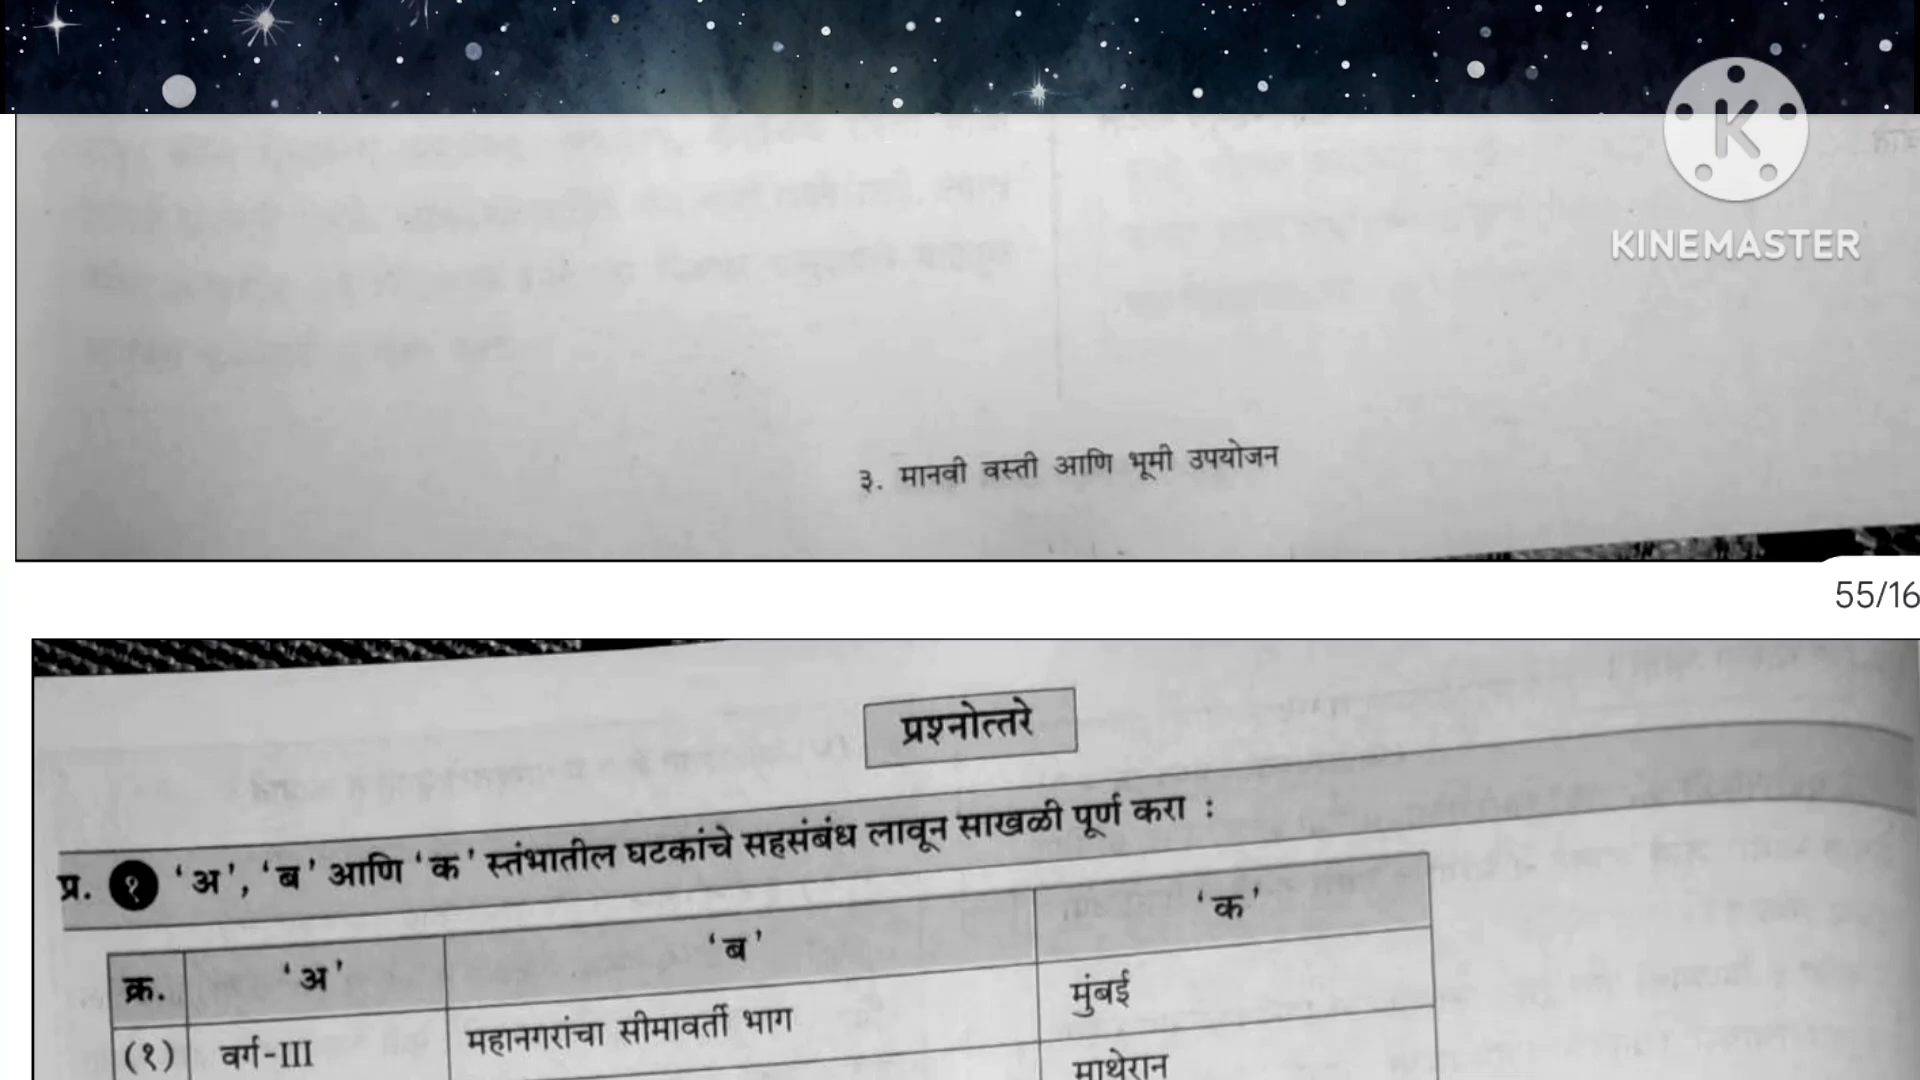 K
KINEMASTER
३. मानवी वस्ती आणि भूमी उपयोजन
55/16
प्रश्नोत्तरे
प्र. १ ‘अ’, ‘ब’ आणि ‘क’ स्तंभातील घटकांचे सहसंबंध लावून साखळी पूर्ण करा :
क्र. ‘अ’ ‘ब’ ‘क’
(१) वर्ग-III महानगरांचा सीमावर्ती भाग मुंबई
माथेरान